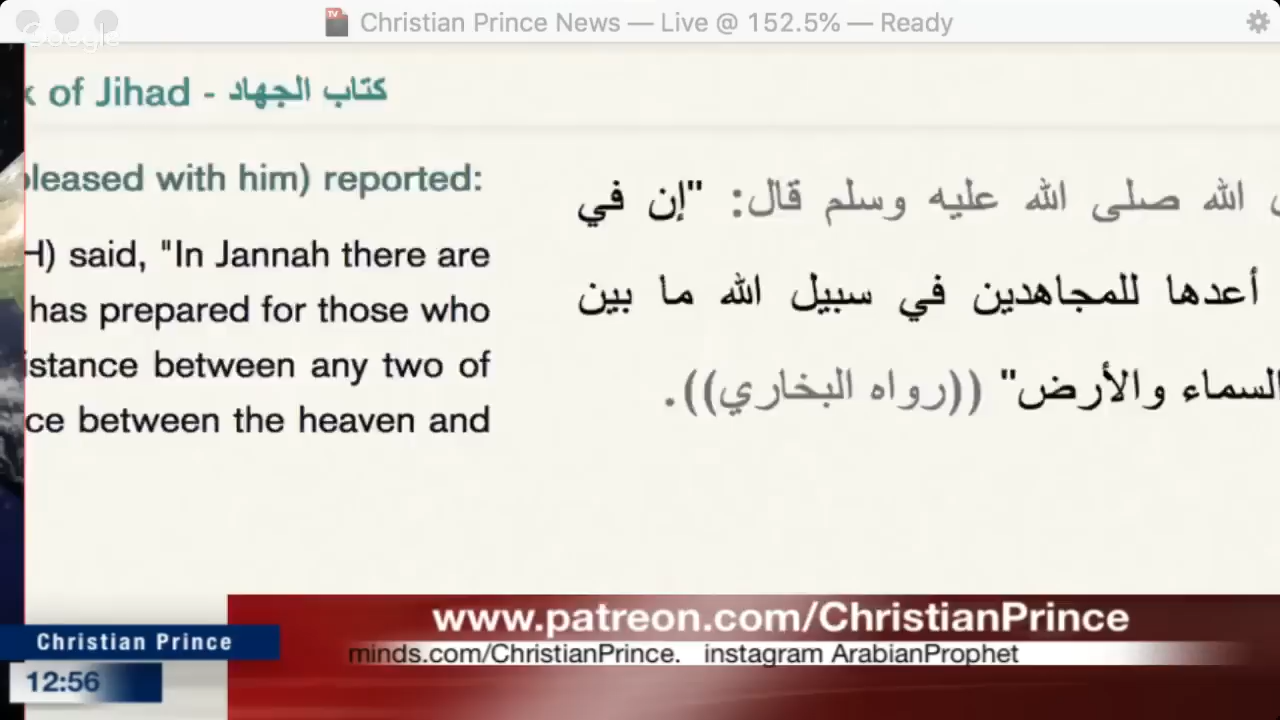 Christian Prince News — Live @ 152.5% — Ready
Google
of Jihad - كتاب الجهاد
pleased with him) reported:
said, "In Jannah there are
has prepared for those who
between any two of
between the heaven and
الله صلى الله عليه وسلم قال: "إن في
أعدها للمجاهدين في سبيل الله ما بين
السماء والأرض" ((رواه البخاري)).
www.patreon.com/ChristianPrince
minds.com/ChristianPrince. instagram ArabianProphet
Christian Prince
12:56